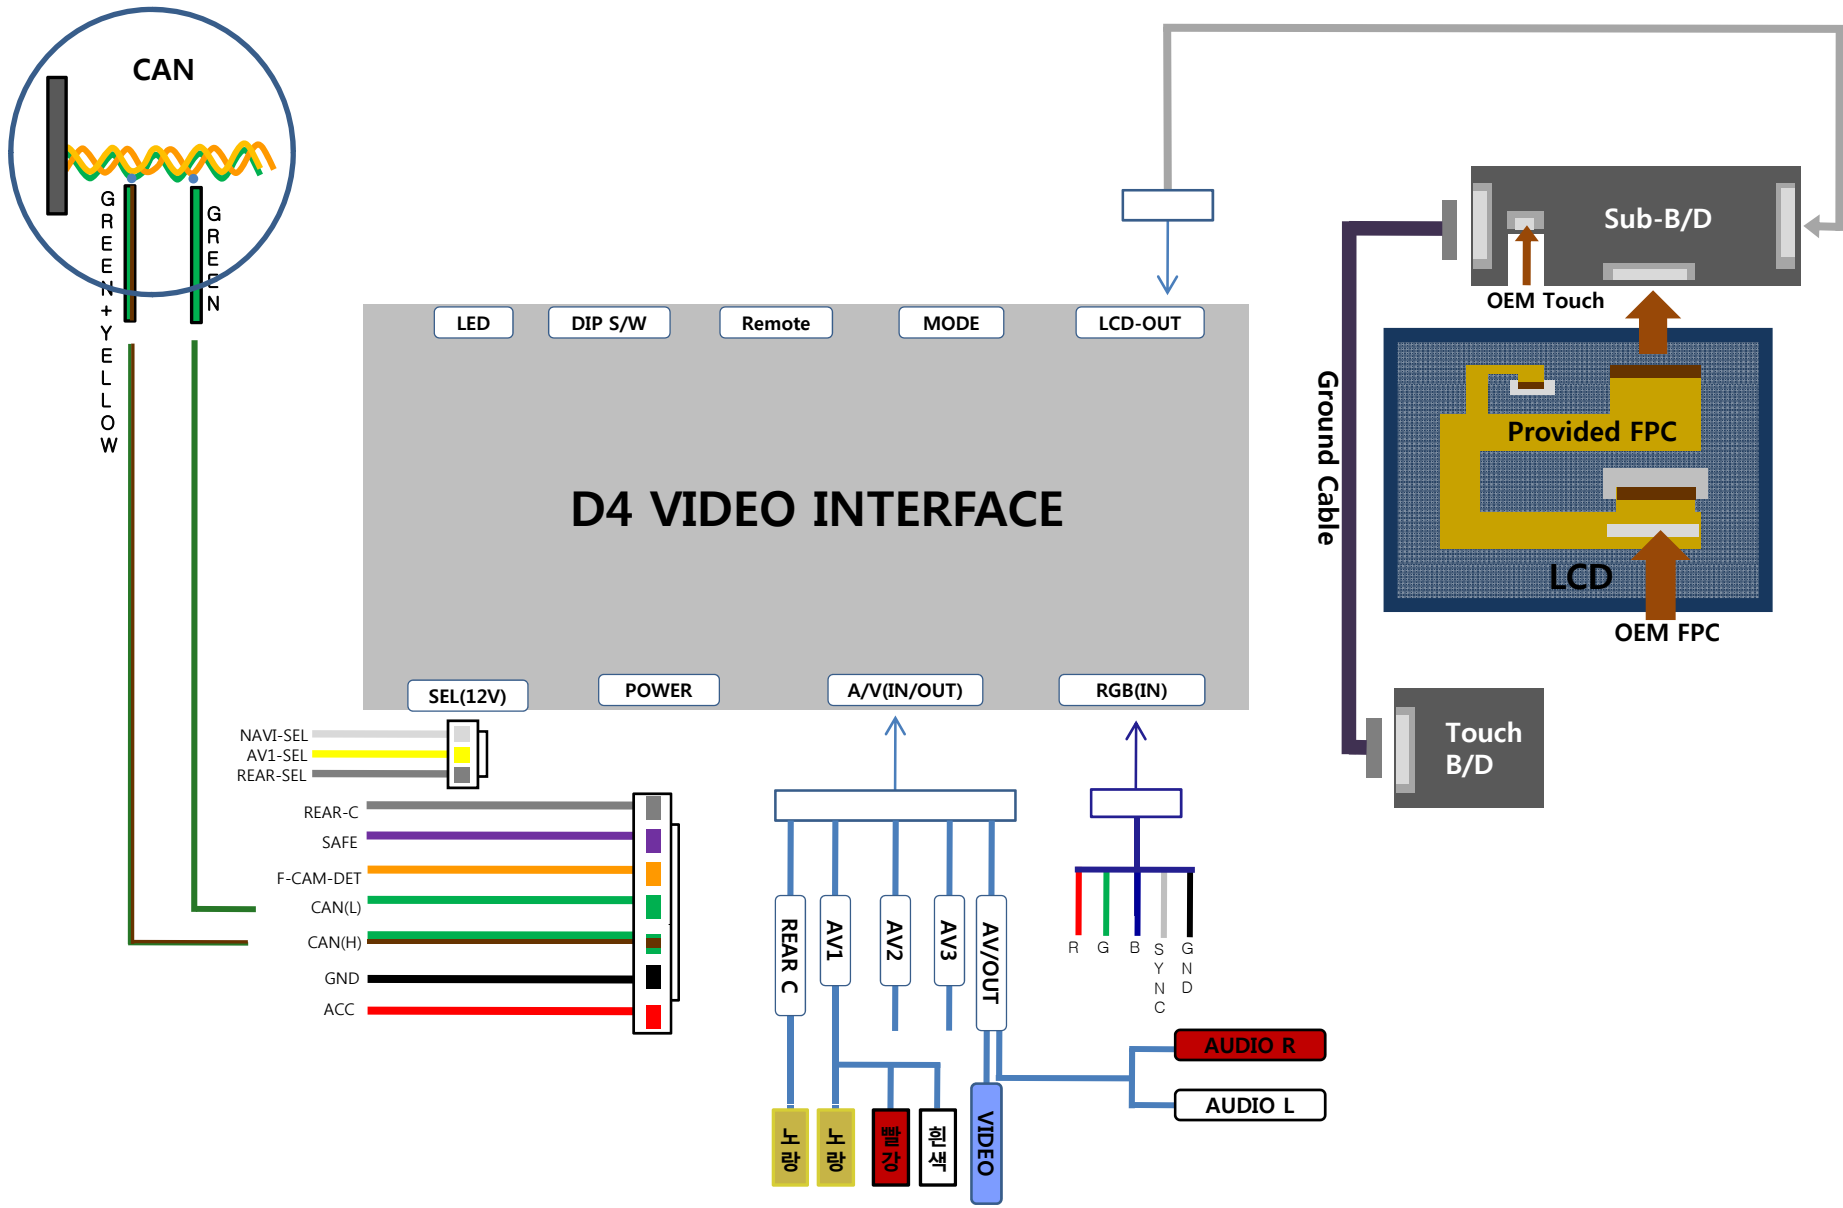 CAN
GREEN+YELLOW
GREEN
LED
DIP S/W
Remote
MODE
LCD-OUT
D4 VIDEO INTERFACE
SEL(12V)
POWER
A/V(IN/OUT)
RGB(IN)
Sub-B/D
OEM Touch
Ground Cable
Provided FPC
LCD
OEM FPC
Touch
B/D
NAVI-SEL
AV1-SEL
REAR-SEL
REAR-C
SAFE
F-CAM-DET
CAN(L)
CAN(H)
GND
ACC
REAR C
AV1
AV2
AV3
AV/OUT
R
G
B
SYNC
GND
노랑
노랑
빨강
흰색
VIDEO
AUDIO R
AUDIO L